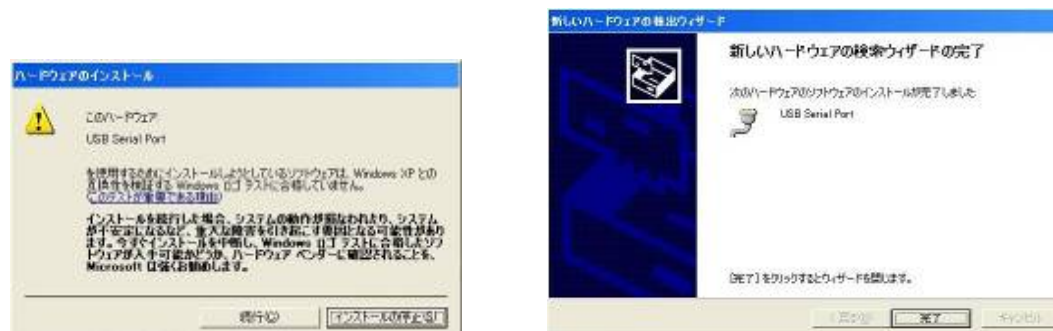 ハードウェアのインストール
このハードウェア:
USB Serial Port
を使用するためにインストールしようとしているソフトウェアは、Windows XP との
互換性を検証する Windows ロゴ テストに合格していません。
(このテストが重要である理由)
インストールを続行した場合、システムの動作が損なわれたり、システム
が不安定になるなど、重大な障害を引き起こす要因となる可能性があり
ます。今すぐインストールを中断し、Windows ロゴ テストに合格したソフ
トウェアが入手可能かどうか、ハードウェア ベンダーに確認されることを、
Microsoft は強くお勧めします。
続行(C)
インストールの停止(S)
新しいハードウェアの検出ウィザード
新しいハードウェアの検索ウィザードの完了
次のハードウェアのソフトウェアのインストールが完了しました
USB Serial Port
[完了] をクリックするとウィザードを閉じます。
< 戻る(B)
完了
キャンセル